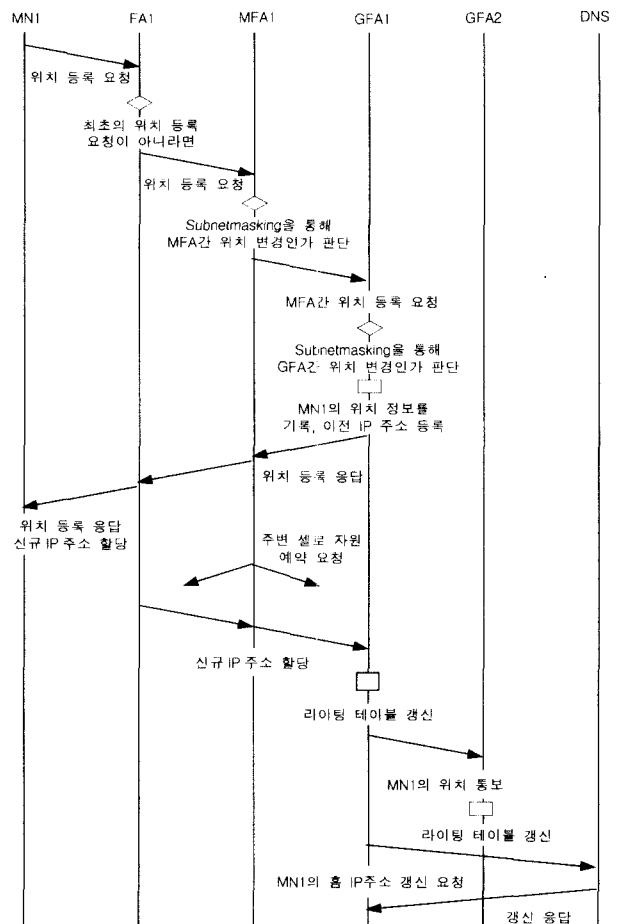 MN1 FA1 MFA1 GFA1 GFA2 DNS
위치 등록 요청
최초의 위치 등록
요청이 아니라면
위치 등록 요청
Subnetmasking을 통해
MFA간 위치 변경인가 판단
MFA간 위치 등록 요청
Subnetmasking을 통해
GFA간 위치 변경인가 판단
MN1의 위치 정보를
기록, 이전 IP 주소 등록
위치 등록 응답
위치 등록 응답
신규 IP 주소 할당
주변 셀로 자원
예약 요청
신규 IP 주소 할당
리아팅 테이블 갱신
MN1의 위치 통보
라이팅 테이블 갱신
MN1의 홈 IP주소 갱신 요청
갱신 응답